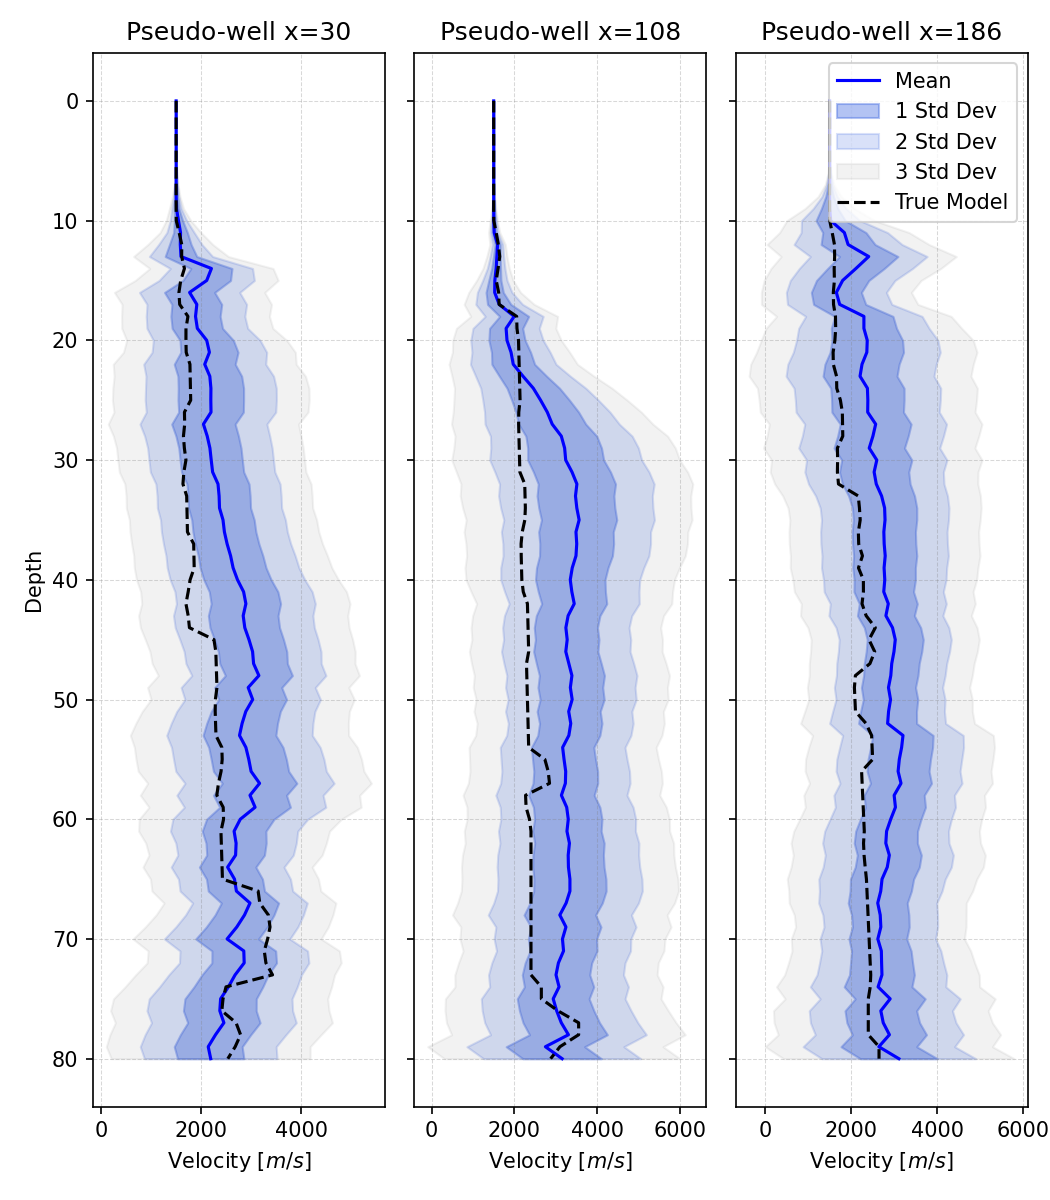 Pseudo-well x=30
Pseudo-well x=108
Pseudo-well x=186
Mean
1 Std Dev
2 Std Dev
3 Std Dev
True Model
0
10
20
30
40
50
60
70
80
Depth
0 2000 4000
0 2000 4000 6000
0 2000 4000 6000
Velocity [m/s]
Velocity [m/s]
Velocity [m/s]